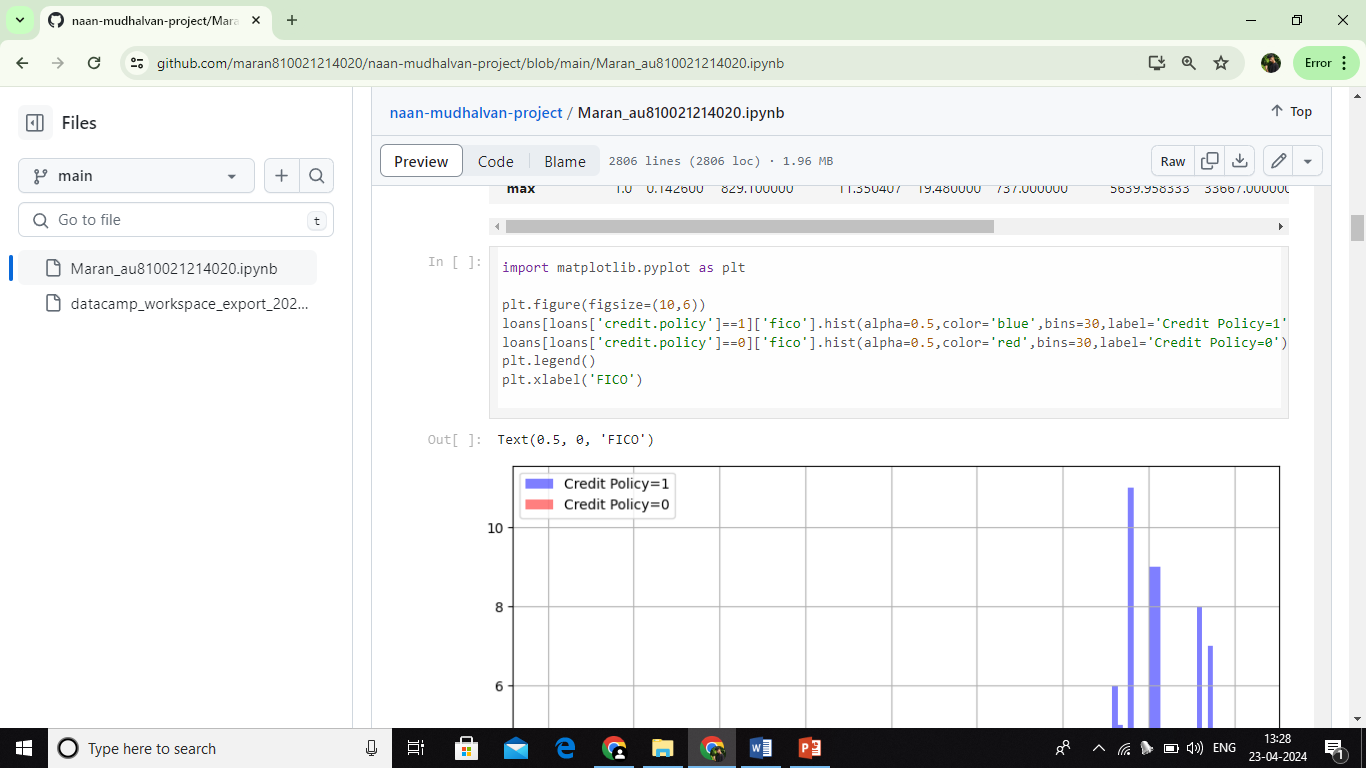 naan-mudhalvan-project/Mara
github.com/maran810021214020/naan-mudhalvan-project/blob/main/Maran_au810021214020.ipynb
Error
Files
naan-mudhalvan-project / Maran_au810021214020.ipynb
Top
main
Preview Code Blame 2806 lines (2806 loc) · 1.96 MB
Raw
Go to file
t
Maran_au810021214020.ipynb
datacamp_workspace_export_202...
max 1.0 0.142600 829.100000 11.350407 19.480000 737.000000 5639.958333 33667.000000
In [ ]:
import matplotlib.pyplot as plt
plt.figure(figsize=(10,6))
loans[loans['credit.policy']==1]['fico'].hist(alpha=0.5,color='blue',bins=30,label='Credit Policy=1'
loans[loans['credit.policy']==0]['fico'].hist(alpha=0.5,color='red',bins=30,label='Credit Policy=0')
plt.legend()
plt.xlabel('FICO')
Out[ ]: Text(0.5, 0, 'FICO')
Credit Policy=1
Credit Policy=0
10
8
6
Type here to search
ENG
13:28
23-04-2024
1